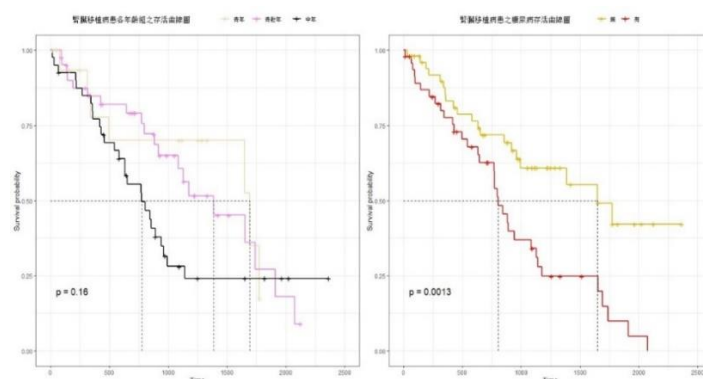 腎臟移植病患各年齡組之存活曲線圖 青年 青壯年 中年
Survival probability
1.00
0.75
0.50
0.25
0.00
p = 0.16
0 500 1000 1500 2000 2500
腎臟移植病患之糖尿病存活曲線圖 無 有
Survival probability
1.00
0.75
0.50
0.25
0.00
p = 0.0013
0 500 1000 1500 2000 2500